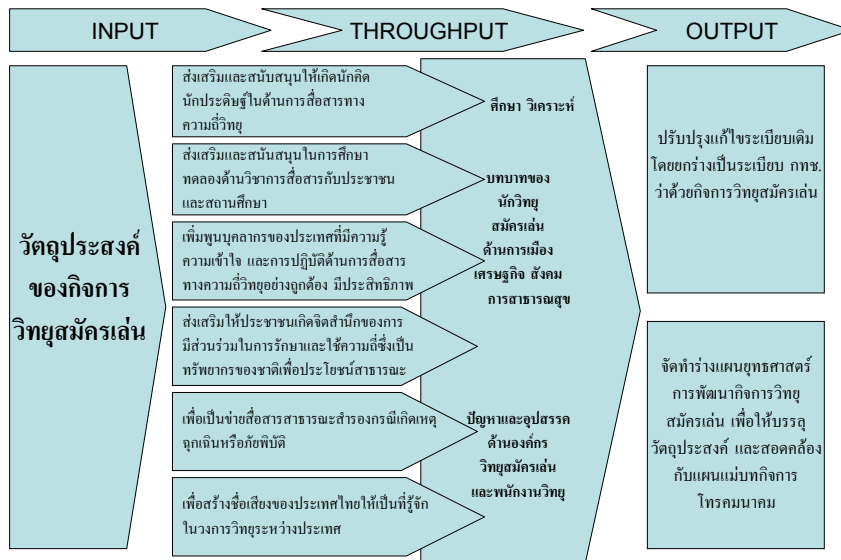 INPUT
THROUGHPUT
OUTPUT
วัตถุประสงค์
ของกิจการ
วิทยุสมัครเล่น
ส่งเสริมและสนับสนุนให้เกิดนักคิด
นักประดิษฐ์ในด้านการสื่อสารทาง
ความถี่วิทยุ
ส่งเสริมและสนันสนุนในการศึกษา
ทดลองด้านวิชาการสื่อสารกับประชาชน
และสถานศึกษา
เพิ่มพูนบุคลากรของประเทศที่มีความรู้
ความเข้าใจ และการปฏิบัติด้านการสื่อสาร
ทางความถี่วิทยุอย่างถูกต้อง มีประสิทธิภาพ
ส่งเสริมให้ประชาชนเกิดจิตสำนึกของการ
มีส่วนร่วมในการรักษาและใช้ความถี่ซึ่งเป็น
ทรัพยากรของชาติเพื่อประโยชน์สาธารณะ
เพื่อเป็นข่ายสื่อสารสาธารณะสำรองกรณีเกิดเหตุ
ฉุกเฉินหรือภัยพิบัติ
เพื่อสร้างชื่อเสียงของประเทศไทยให้เป็นที่รู้จัก
ในวงการวิทยุระหว่างประเทศ
ศึกษา วิเคราะห์
บทบาทของ
นักวิทยุ
สมัครเล่น
ด้านการเมือง
เศรษฐกิจ สังคม
การสาธารณสุข
ปัญหาและอุปสรรค
ด้านองค์กร
วิทยุสมัครเล่น
และพนักงานวิทยุ
ปรับปรุงแก้ไขระเบียบเดิม
โดยยกร่างเป็นระเบียบ กทช.
ว่าด้วยกิจการวิทยุสมัครเล่น
จัดทำร่างแผนยุทธศาสตร์
การพัฒนากิจการวิทยุ
สมัครเล่น เพื่อให้บรรลุ
วัตถุประสงค์ และสอดคล้อง
กับแผนแม่บทกิจการ
โทรคมนาคม